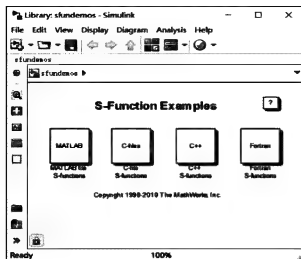 Library: sfundemos - Simulink
File Edit View Display Diagram Analysis Help
sfundemos
sfundemos
S-Function Examples
?
MATLAB C-files C++ Fortran
MATLAB file C-file C++ Fortran
S-functions S-functions S-functions S-functions
Copyright 1990-2010 The MathWorks, Inc.
Ready 100%